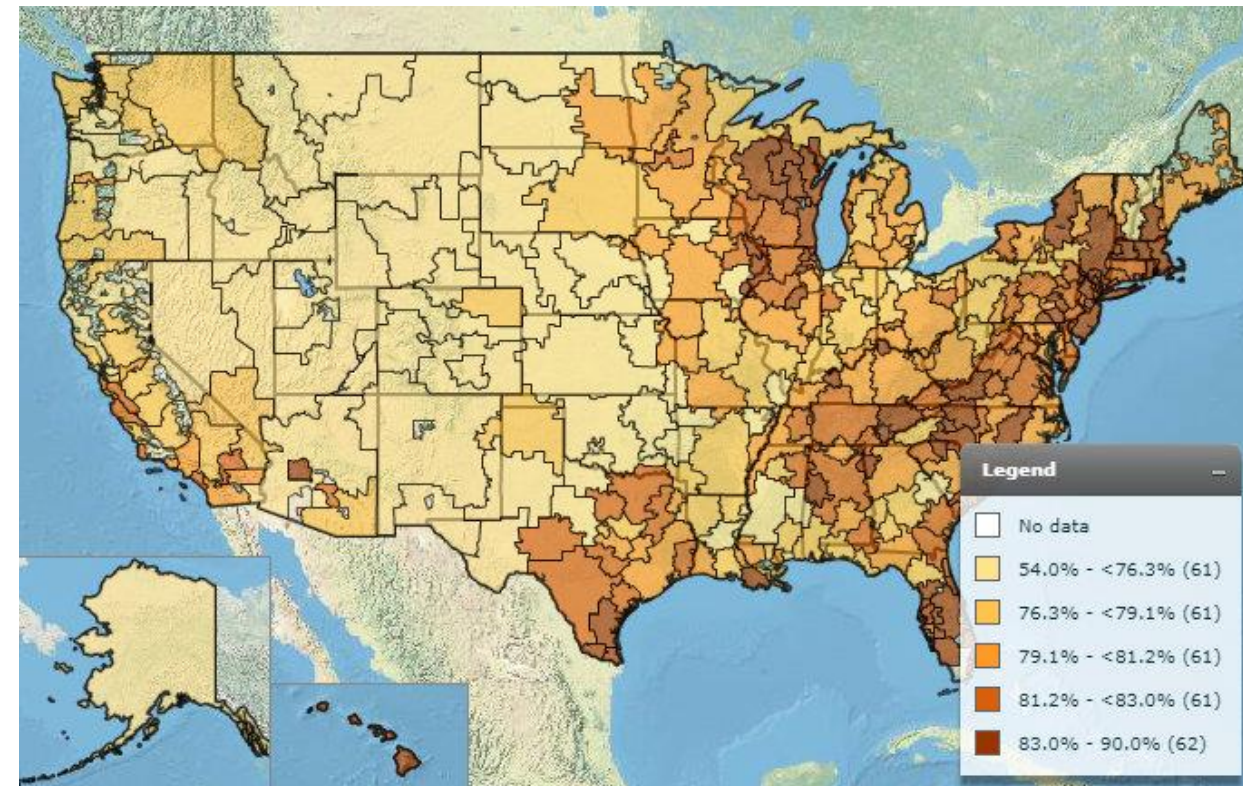 Legend
No data
54.0% - <76.3% (61)
76.3% - <79.1% (61)
79.1% - <81.2% (61)
81.2% - <83.0% (61)
83.0% - 90.0% (62)